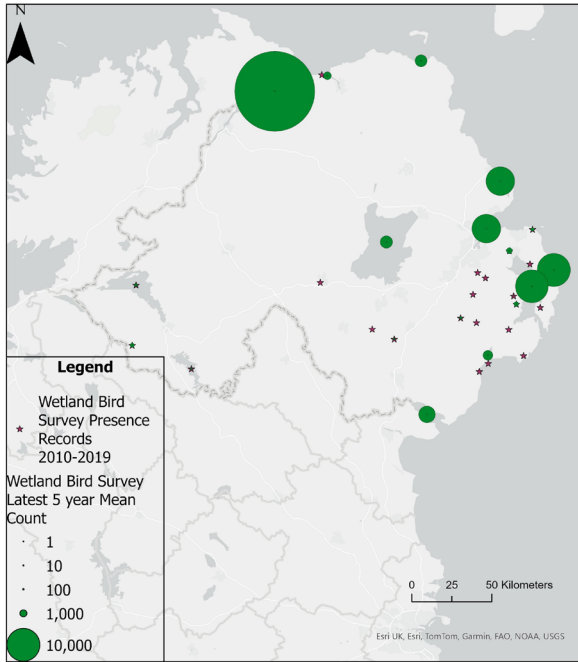 N
Legend
Wetland Bird
Survey Presence
Records
2010-2019
Wetland Bird Survey
Latest 5 year Mean
Count
1
10
100
1,000
10,000
0 25 50 Kilometers
Esri UK, Esri, TomTom, Garmin, FAO, NOAA, USGS